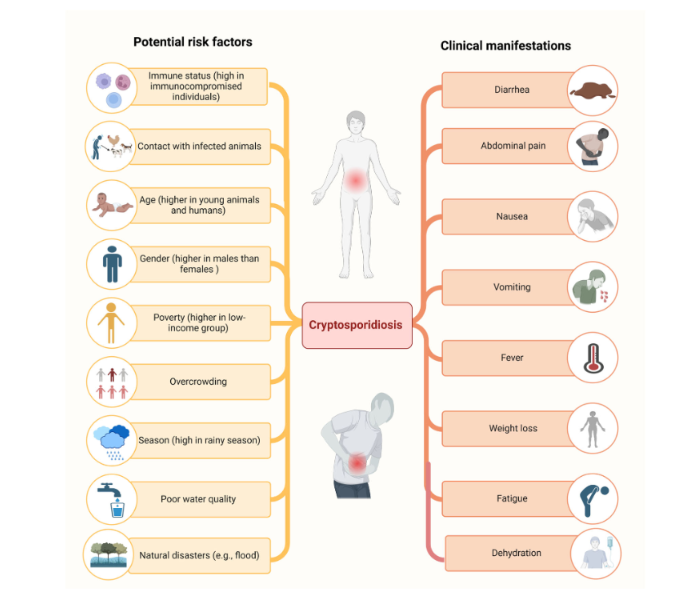 Potential risk factors
Immune status (high in
immunocompromised
individuals)
Contact with infected animals
Age (higher in young animals
and humans)
Gender (higher in males than
females )
Poverty (higher in low-
income group)
Overcrowding
Season (high in rainy season)
Poor water quality
Natural disasters (e.g., flood)
Cryptosporidiosis
Clinical manifestations
Diarrhea
Abdominal pain
Nausea
Vomiting
Fever
Weight loss
Fatigue
Dehydration